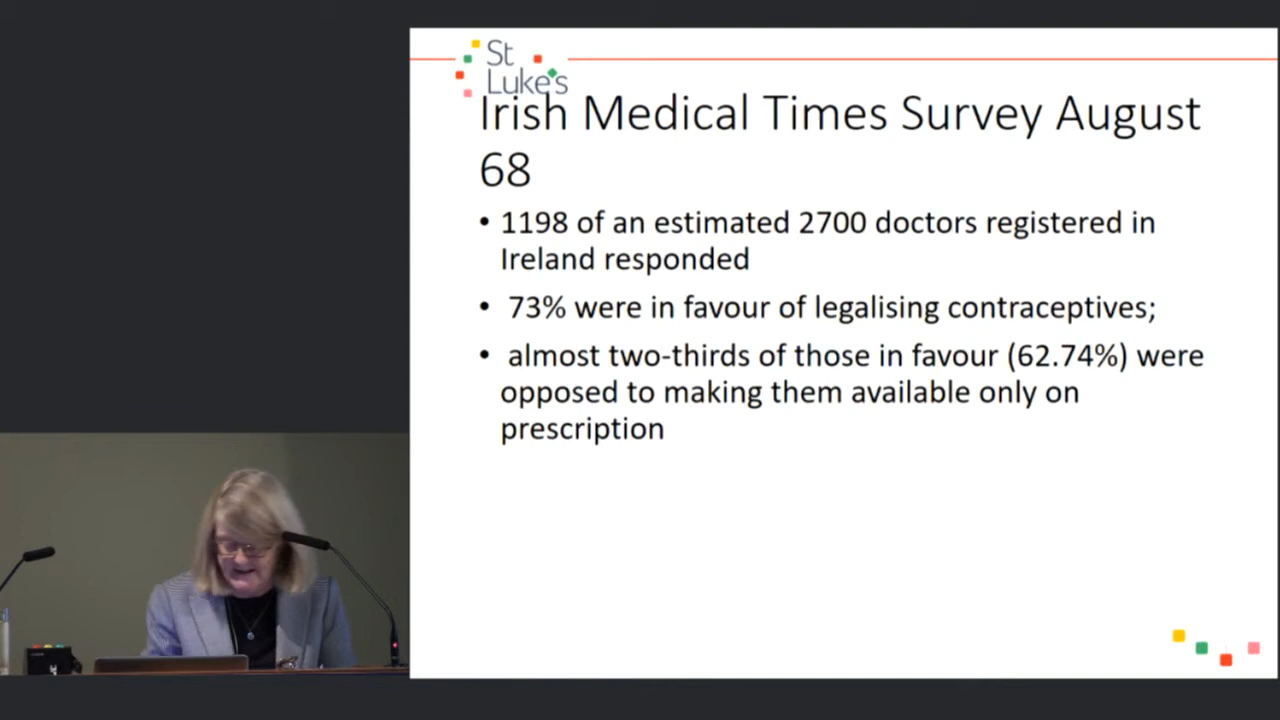 St
Luke's
Irish Medical Times Survey August
68
• 1198 of an estimated 2700 doctors registered in
Ireland responded
• 73% were in favour of legalising contraceptives;
• almost two-thirds of those in favour (62.74%) were
opposed to making them available only on
prescription